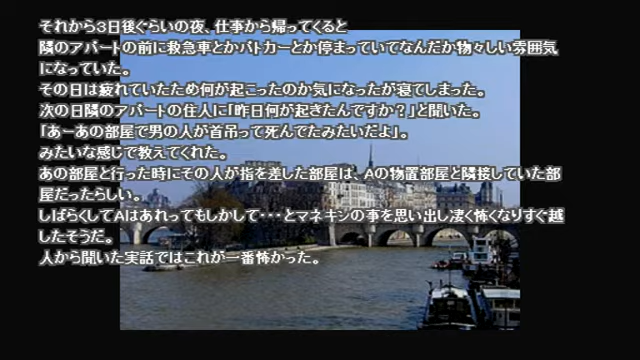 それから３日後ぐらいの夜、仕事から帰ってくると
隣のアパートの前に救急車とかパトカーとか停まっていてなんだか物々しい雰囲気
になっていた。
その日は疲れていたため何が起こったのか気になったが寝てしまった。
次の日隣のアパートの住人に「昨日何が起きたんですか？」と聞いた。
「あーあの部屋で男の人が首吊って死んでたみたいだよ」。
みたいな感じで教えてくれた。
あの部屋と行った時にその人が指を差した部屋は、Aの物置部屋と隣接していた部
屋だったらしい。
しばらくしてAはあれってもしかして・・・とマネキンの事を思い出し凄く怖くなりすぐ越
したそうだ。
人から聞いた実話ではこれが一番怖かった。